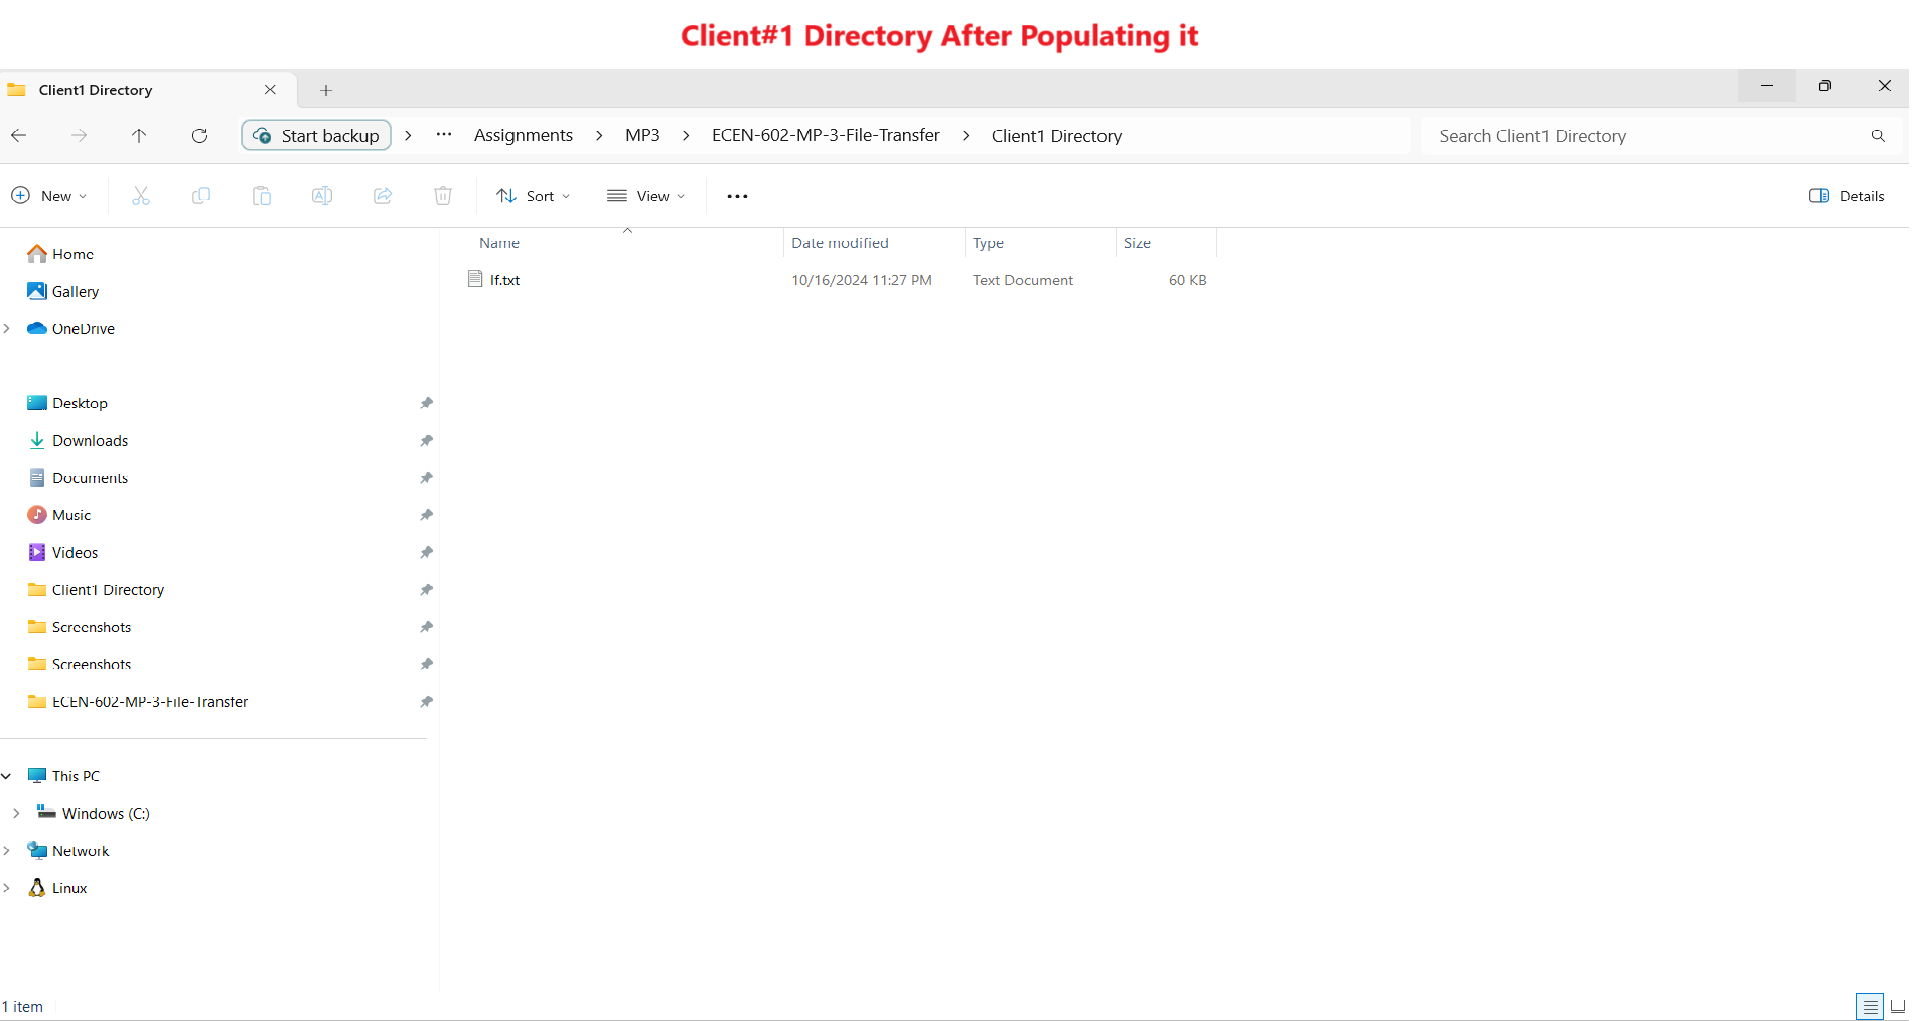 Client#1 Directory After Populating it
Client1 Directory
Start backup > ... Assignments > MP3 > ECEN-602-MP-3-File-Transfer > Client1 Directory
Search Client1 Directory
New
Sort
View
Details
Name Date modified Type Size
lf.txt 10/16/2024 11:27 PM Text Document 60 KB
Home
Gallery
OneDrive
Desktop
Downloads
Documents
Music
Videos
Client1 Directory
Screenshots
Screenshots
ECEN-602-MP-3-File-Transfer
This PC
Windows (C:)
Network
Linux
1 item